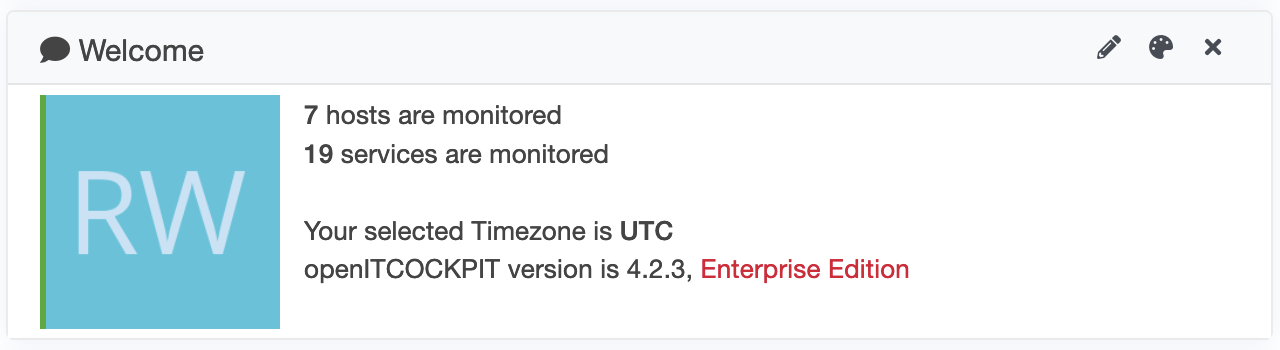 Welcome
RW
7 hosts are monitored
19 services are monitored
Your selected Timezone is UTC
openITCOCKPIT version is 4.2.3, Enterprise Edition